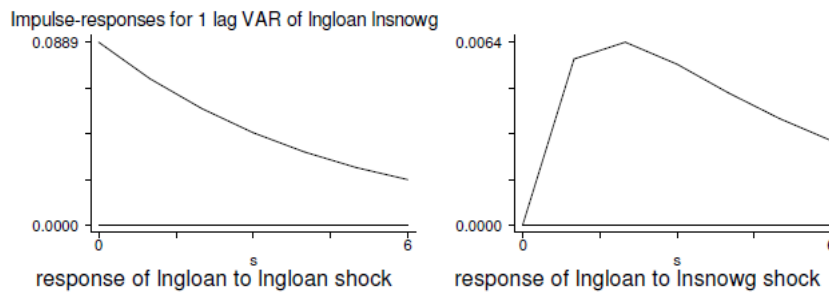 Impulse-responses for 1 lag VAR of lngloan lnsnowg
0.0889
0.0000
0
s
6
response of lngloan to lngloan shock
0.0064
0.0000
0
s
6
response of lngloan to lnsnowg shock